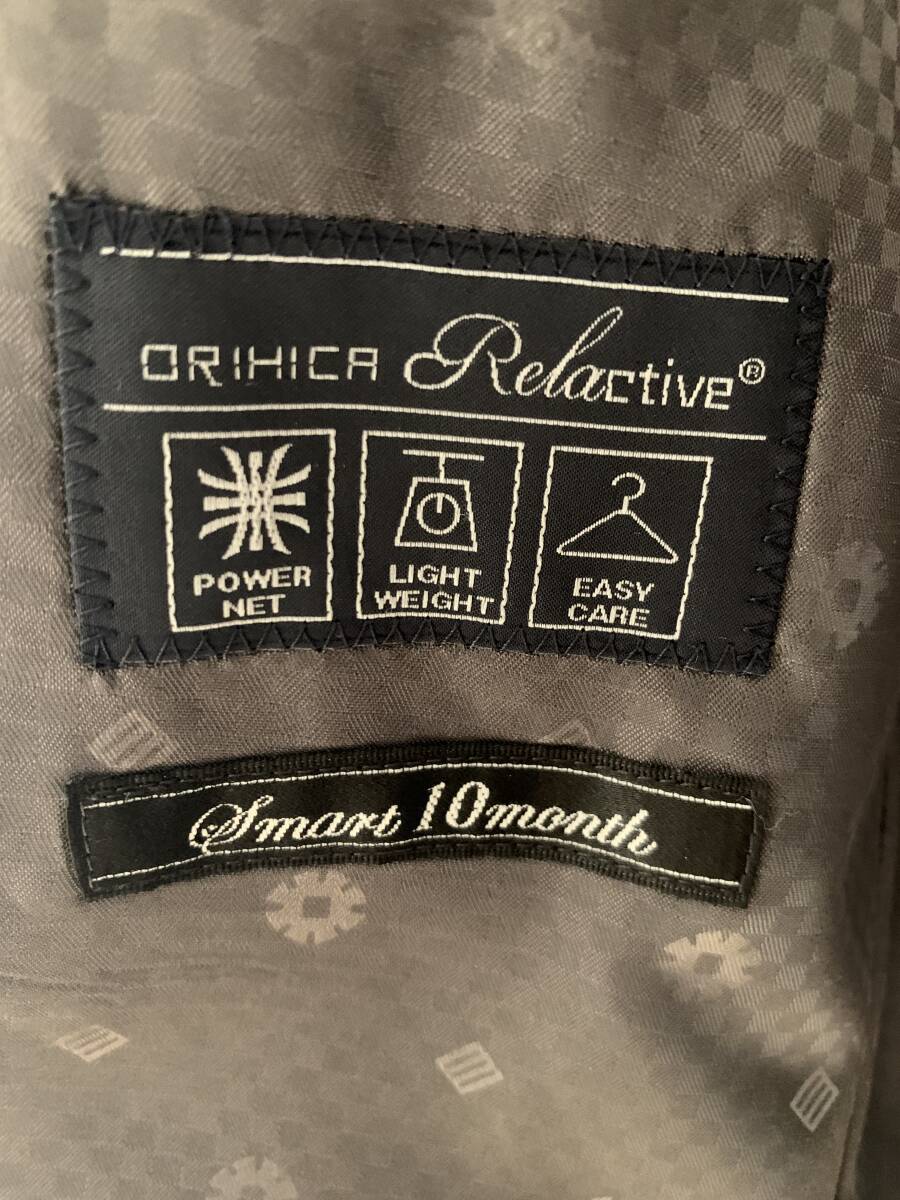 ORIHICA Relactive®
POWER NET
LIGHT WEIGHT
EASY CARE
Smart 10month